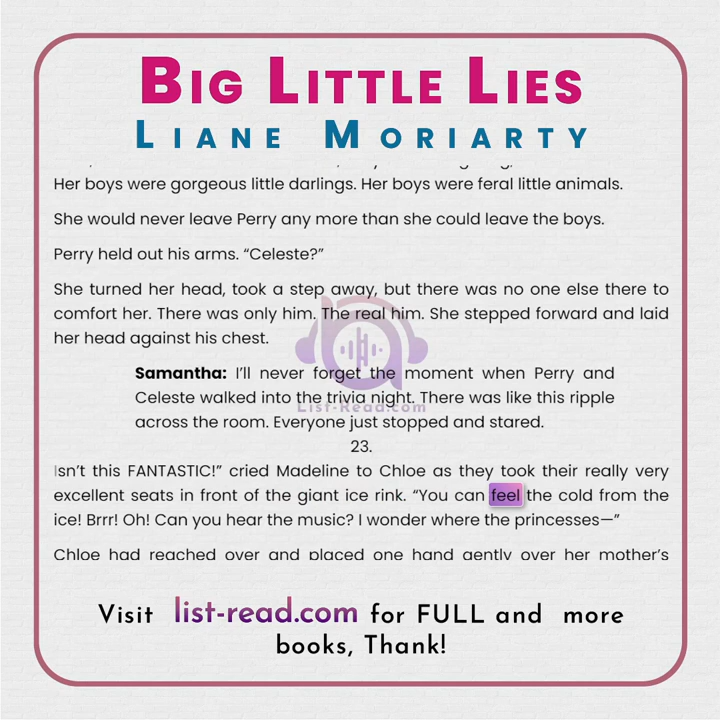 BIG LITTLE LIES
LIANE MORIARTY
Her boys were gorgeous little darlings. Her boys were feral little animals.
She would never leave Perry any more than she could leave the boys.
Perry held out his arms. “Celeste?”
She turned her head, took a step away, but there was no one else there to
comfort her. There was only him. The real him. She stepped forward and laid
her head against his chest.
Samantha: I’ll never forget the moment when Perry and
Celeste walked into the trivia night. There was like this ripple
List-Read.com
across the room. Everyone just stopped and stared.
23.
Isn’t this FANTASTIC!” cried Madeline to Chloe as they took their really very
excellent seats in front of the giant ice rink. “You can feel the cold from the
ice! Brrr! Oh! Can you hear the music? I wonder where the princesses—”
Chloe had reached over and placed one hand gently over her mother’s
Visit list-read.com for FULL and more
books, Thank!